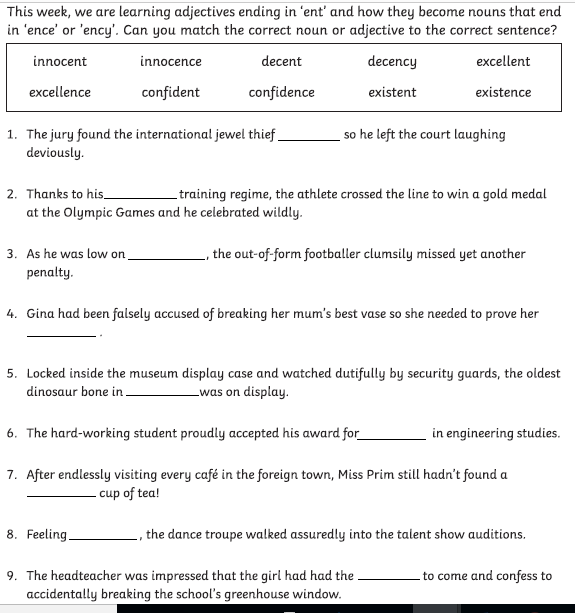 This week, we are learning adjectives ending in ‘ent’ and how they become nouns that end
in ‘ence’ or ’ency’. Can you match the correct noun or adjective to the correct sentence?
innocent innocence decent decency excellent
excellence confident confidence existent existence
1. The jury found the international jewel thief _________ so he left the court laughing
deviously.
2. Thanks to his___________ training regime, the athlete crossed the line to win a gold medal
at the Olympic Games and he celebrated wildly.
3. As he was low on ___________, the out-of-form footballer clumsily missed yet another
penalty.
4. Gina had been falsely accused of breaking her mum’s best vase so she needed to prove her
__________ .
5. Locked inside the museum display case and watched dutifully by security guards, the oldest
dinosaur bone in ___________was on display.
6. The hard-working student proudly accepted his award for__________ in engineering studies.
7. After endlessly visiting every café in the foreign town, Miss Prim still hadn’t found a
__________ cup of tea!
8. Feeling__________, the dance troupe walked assuredly into the talent show auditions.
9. The headteacher was impressed that the girl had had the _________ to come and confess to
accidentally breaking the school’s greenhouse window.